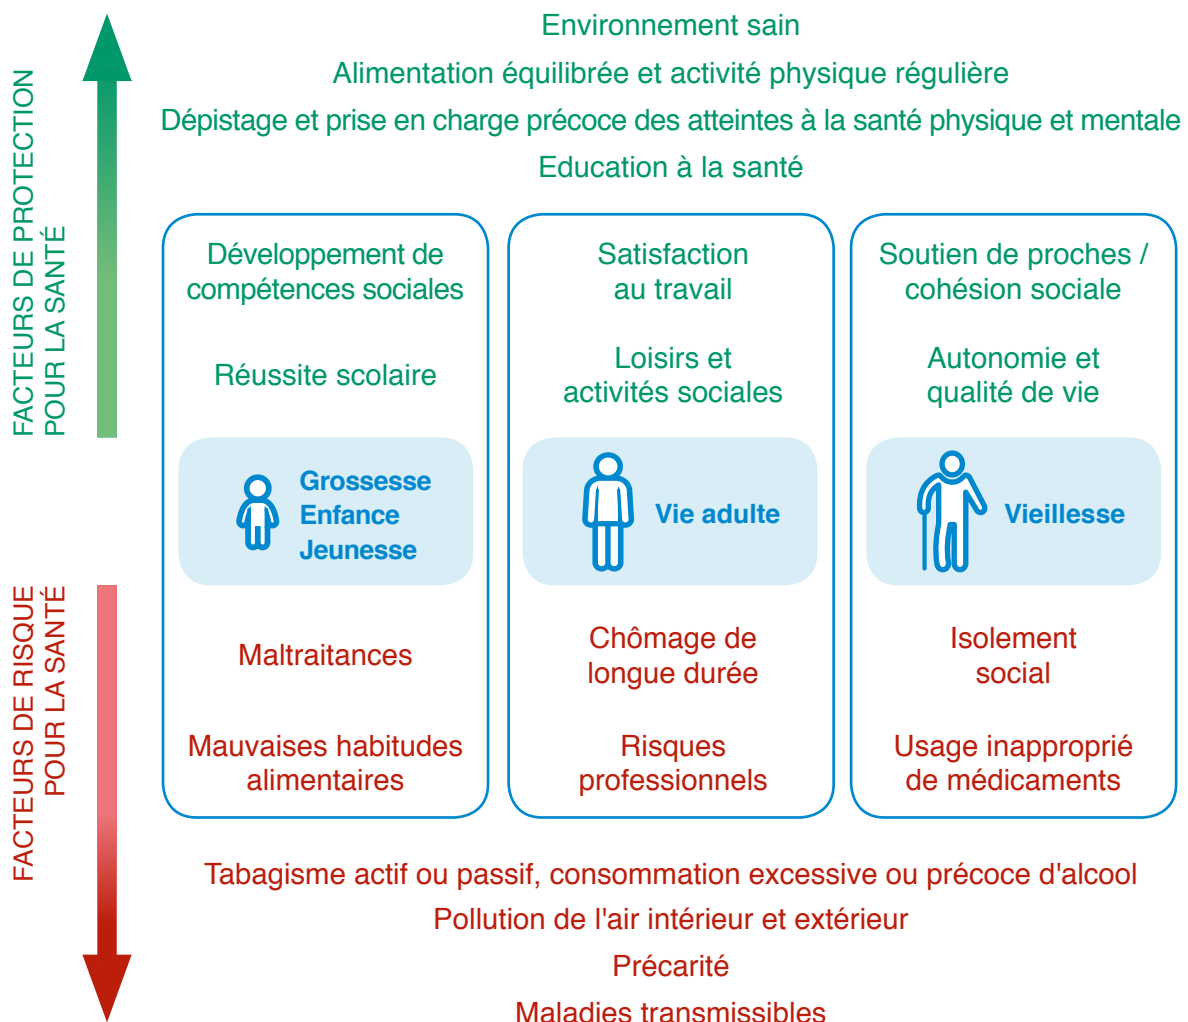 Environnement sain
Alimentation équilibrée et activité physique régulière
Dépistage et prise en charge précoce des atteintes à la santé physique et mentale
Education à la santé
FACTEURS DE PROTECTION
POUR LA SANTÉ
Développement de
compétences sociales
Réussite scolaire
Grossesse
Enfance
Jeunesse
Maltraitances
Mauvaises habitudes
alimentaires
Satisfaction
au travail
Loisirs et
activités sociales
Vie adulte
Chômage de
longue durée
Risques
professionnels
Soutien de proches /
cohésion sociale
Autonomie et
qualité de vie
Vieillesse
Isolement
social
Usage inapproprié
de médicaments
FACTEURS DE RISQUE
POUR LA SANTÉ
Tabagisme actif ou passif, consommation excessive ou précoce d'alcool
Pollution de l'air intérieur et extérieur
Précarité
Maladies transmissibles